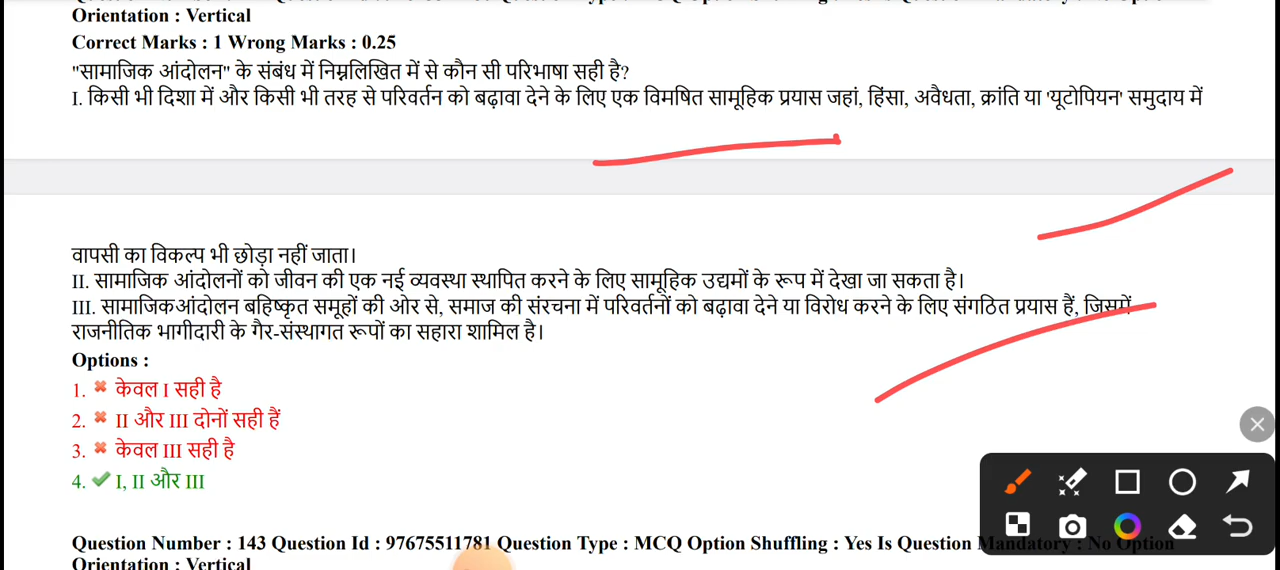 Orientation : Vertical
Correct Marks : 1 Wrong Marks : 0.25
"सामाजिक आंदोलन" के संबंध में निम्नलिखित में से कौन सी परिभाषा सही है?
I. किसी भी दिशा में और किसी भी तरह से परिवर्तन को बढ़ावा देने के लिए एक विमषित सामूहिक प्रयास जहां, हिंसा, अवैधता, क्रांति या 'यूटोपियन' समुदाय में
वापसी का विकल्प भी छोड़ा नहीं जाता।
II. सामाजिक आंदोलनों को जीवन की एक नई व्यवस्था स्थापित करने के लिए सामूहिक उद्यमों के रूप में देखा जा सकता है।
III. सामाजिकआंदोलन बहिष्कृत समूहों की ओर से, समाज की संरचना में परिवर्तनों को बढ़ावा देने या विरोध करने के लिए संगठित प्रयास हैं, जिसमें
राजनीतिक भागीदारी के गैर-संस्थागत रूपों का सहारा शामिल है।
Options :
1. केवल I सही है
2. II और III दोनों सही हैं
3. केवल III सही है
4. I, II और III
Question Number : 143 Question Id : 97675511781 Question Type : MCQ Option Shuffling : Yes Is Question Mandatory : No Option
Orientation : Vertical